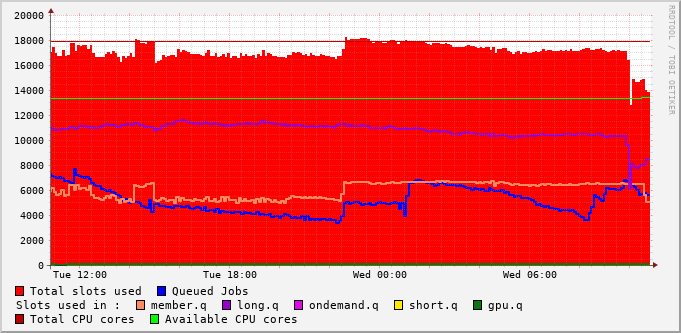 RRDTOOL / TOBI OETIKER
20000
18000
16000
14000
12000
10000
8000
6000
4000
2000
0
Tue 12:00 Tue 18:00 Wed 00:00 Wed 06:00
Total slots used Queued Jobs
Slots used in : member.q long.q ondemand.q short.q gpu.q
Total CPU cores Available CPU cores